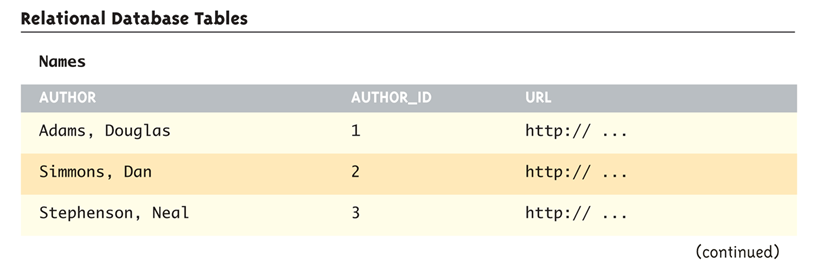 Relational Database Tables
Names
AUTHOR AUTHOR_ID URL
Adams, Douglas 1 http:// ...
Simmons, Dan 2 http:// ...
Stephenson, Neal 3 http:// ...
(continued)